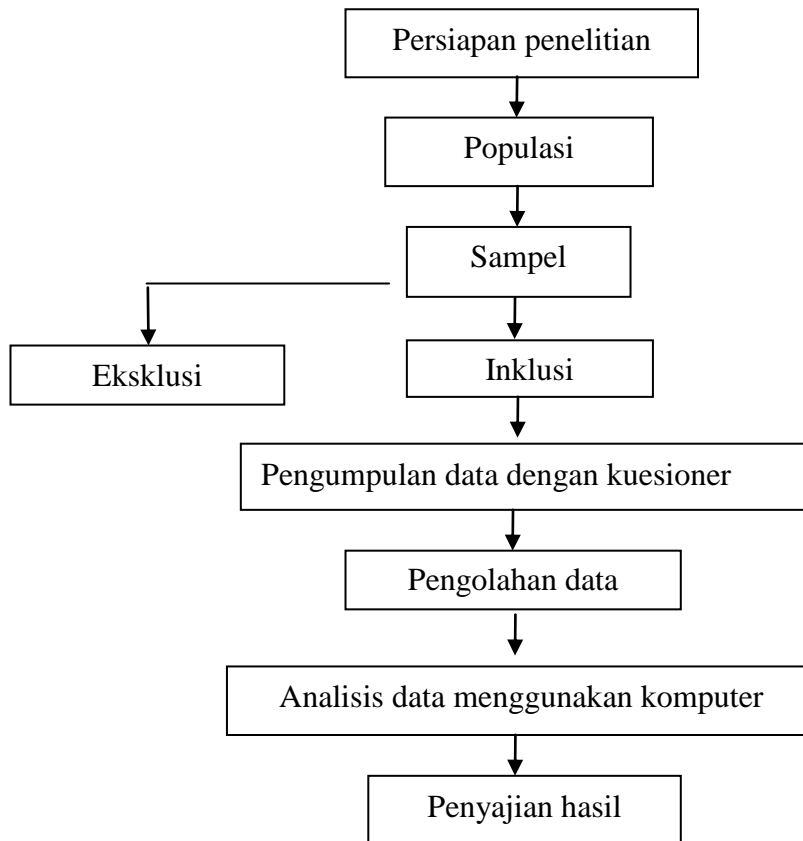 Persiapan penelitian
Populasi
Sampel
Eksklusi
Inklusi
Pengumpulan data dengan kuesioner
Pengolahan data
Analisis data menggunakan komputer
Penyajian hasil